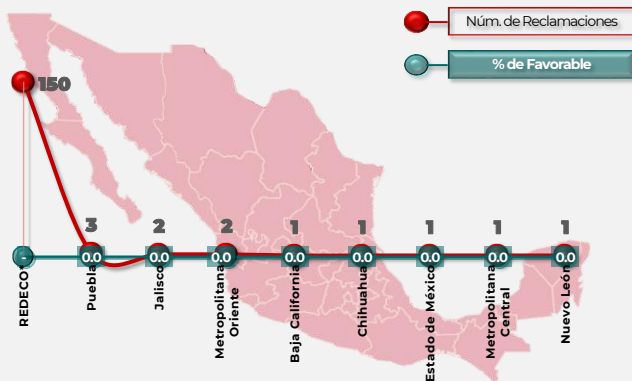 Núm. de Reclamaciones
% de Favorable
150
3
2
2
1
1
1
1
1
-
0.0
0.0
0.0
0.0
0.0
0.0
0.0
0.0
REDECO*
Puebla
Jalisco
Metropolitana
Oriente
Baja California
Chihuahua
Estado de México
Metropolitana
Central
Nuevo León